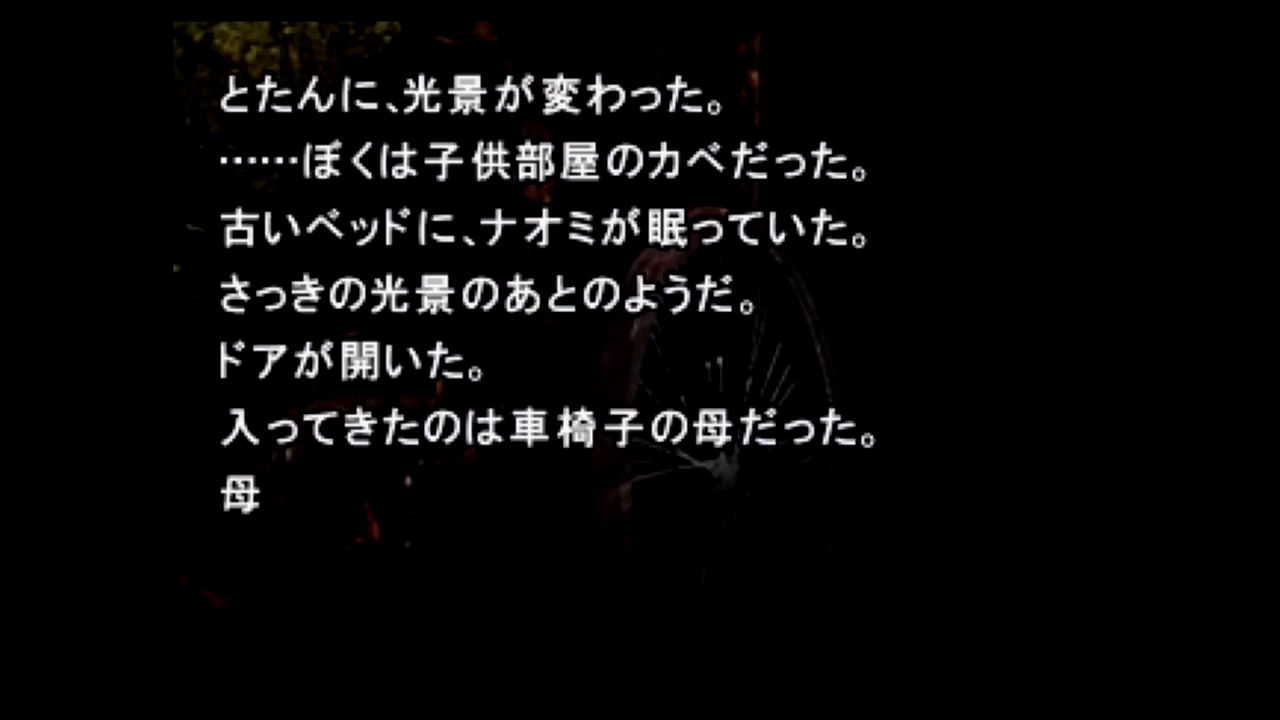 とたんに、光景が変わった。
……ぼくは子供部屋のカベだった。
古いベッドに、ナオミが眠っていた。
さっきの光景のあとのようだ。
ドアが開いた。
入ってきたのは車椅子の母だった。
母